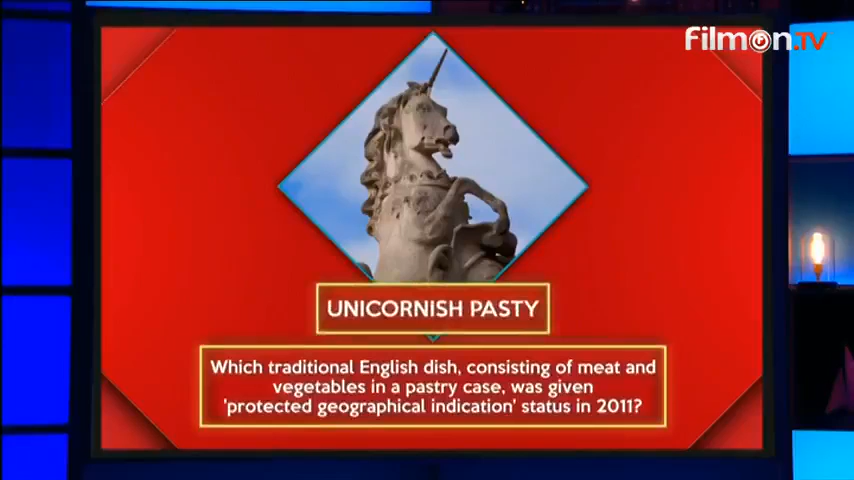 Filmon.TV
UNICORNISH PASTY
Which traditional English dish, consisting of meat and
vegetables in a pastry case, was given
'protected geographical indication' status in 2011?